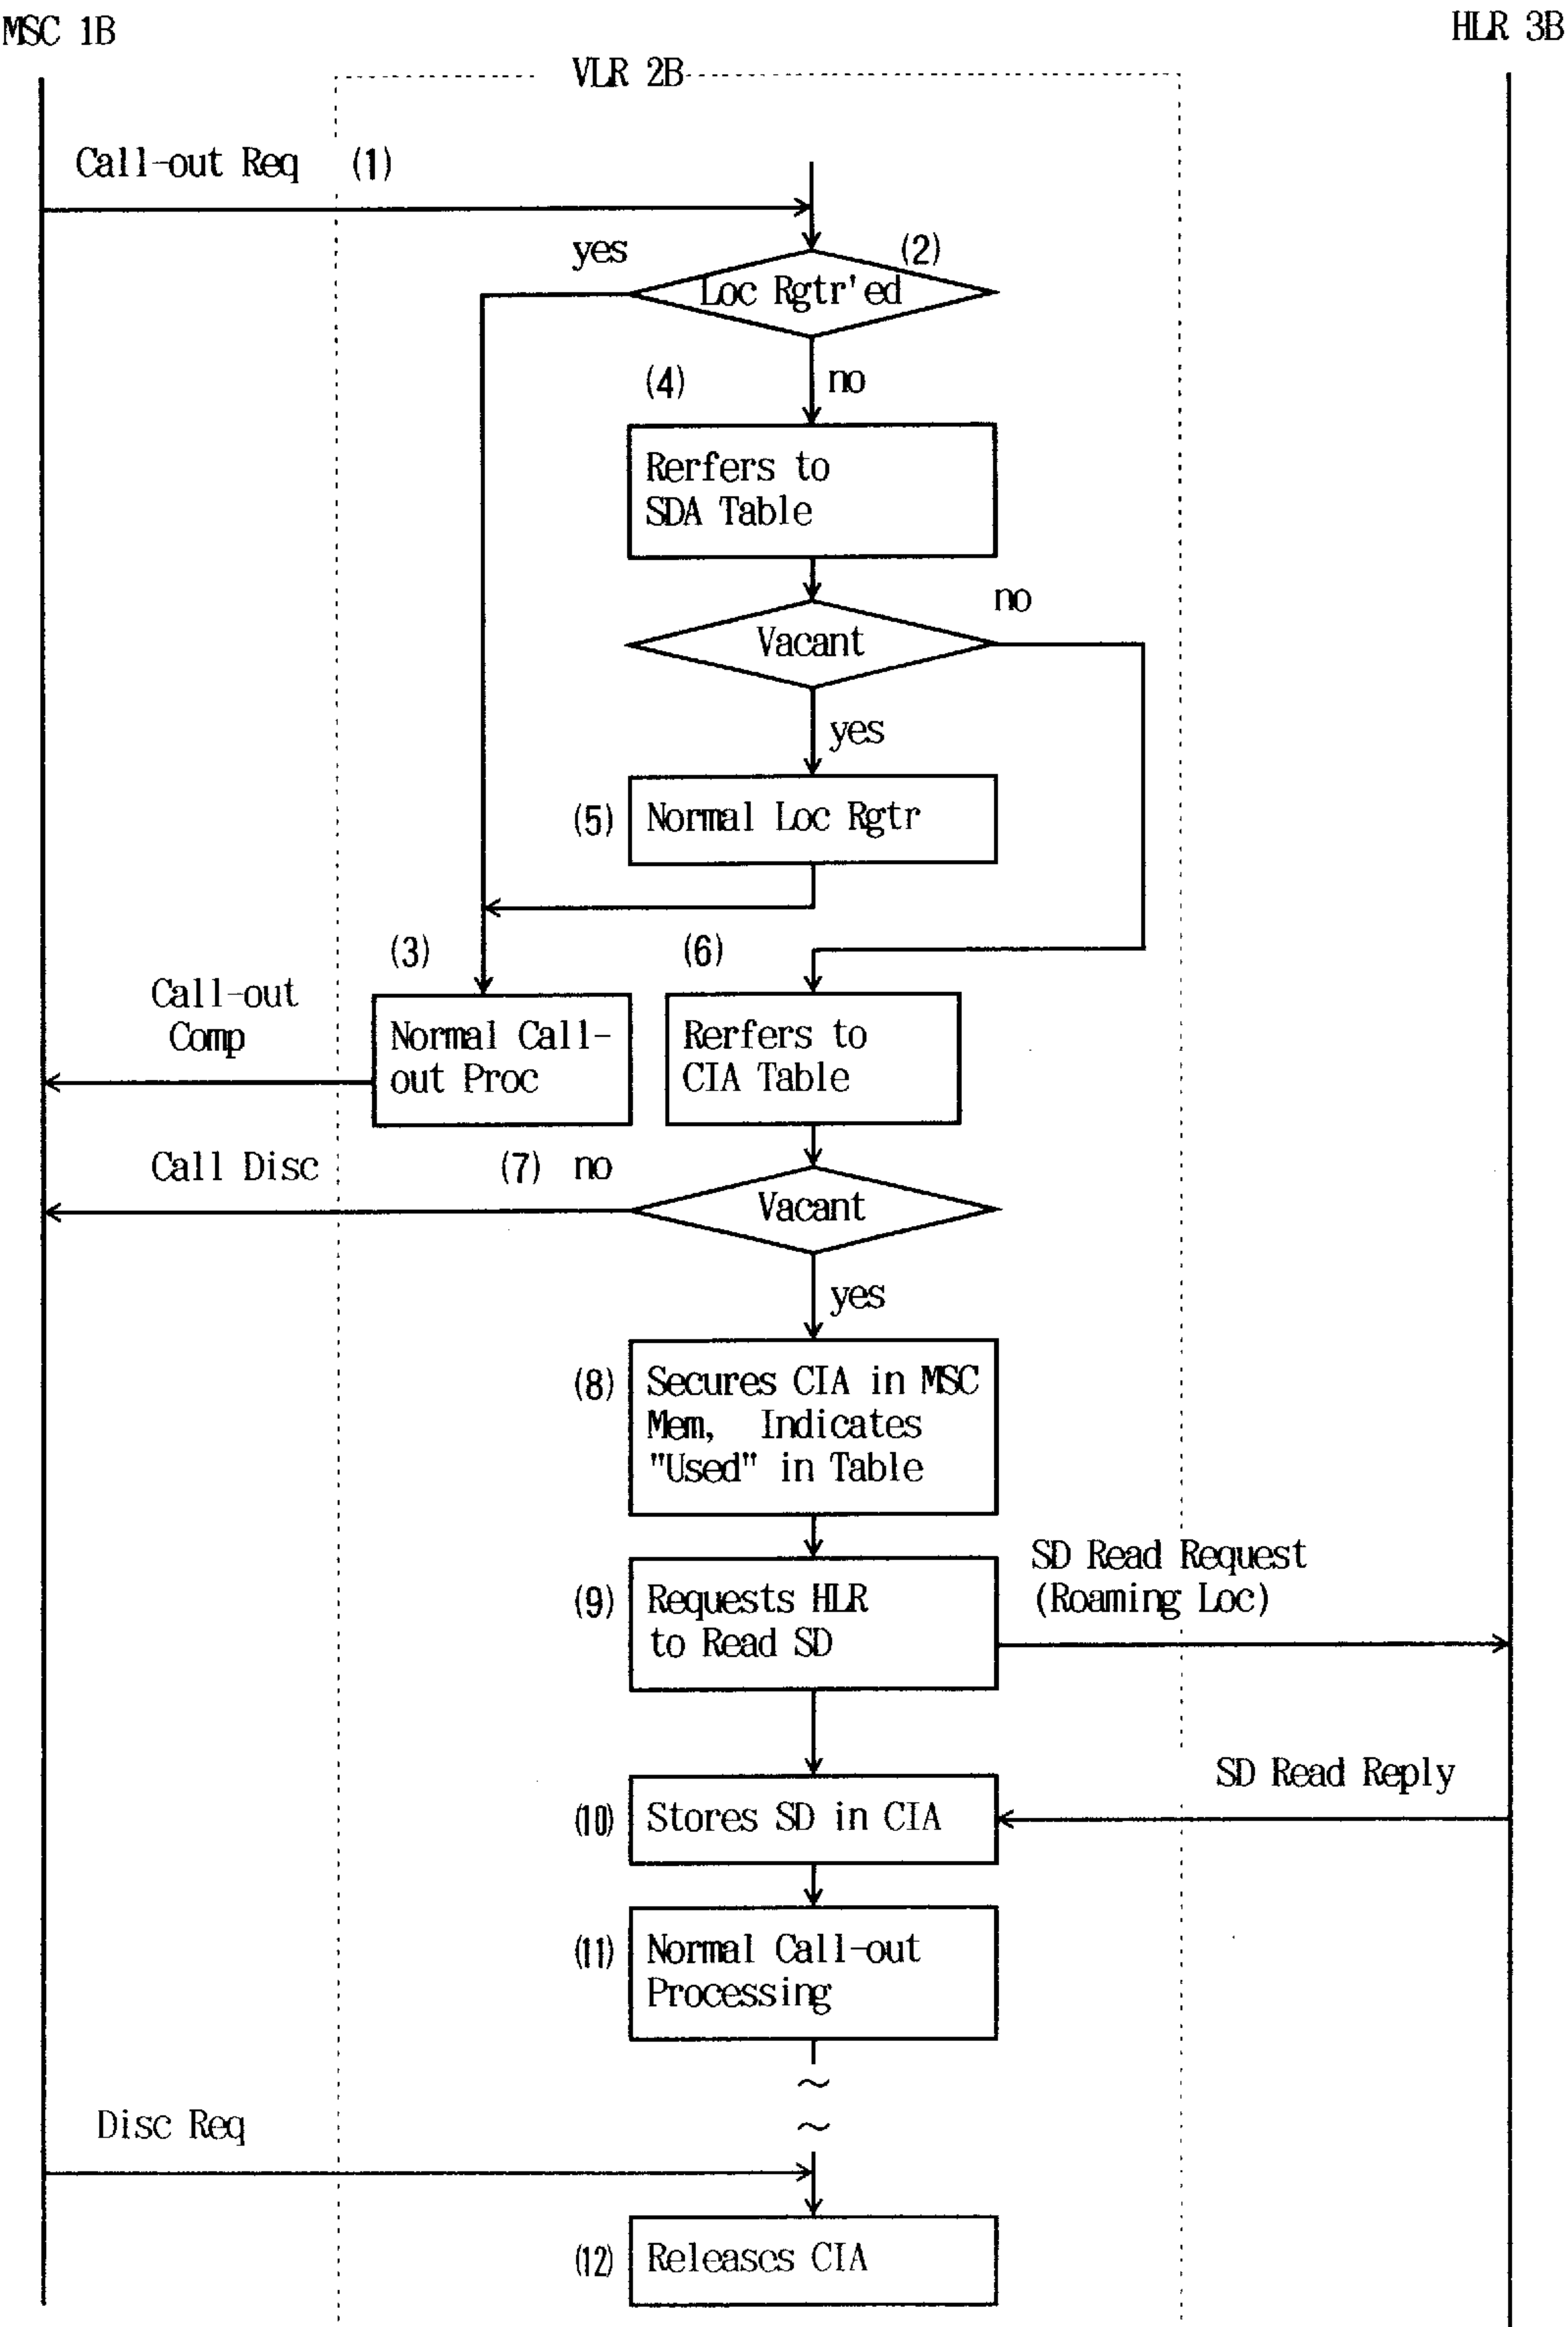 MSC 1B
HLR 3B
VLR 2B
Call-out Req (1)
yes
(2)
Loc Rgtr'ed
(4)
no
Rerfers to
SDA Table
no
Vacant
yes
(5)
Normal Loc Rgtr
(3)
(6)
Call-out
Comp
Normal Call-
out Proc
Rerfers to
CIA Table
Call Disc
(7) no
Vacant
yes
(8)
Secures CIA in MSC
Mem, Indicates
"Used" in Table
SD Read Request
(Roaming Loc)
(9)
Requests HLR
to Read SD
SD Read Reply
(10)
Stores SD in CIA
(11)
Normal Call-out
Processing
~
~
Disc Req
(12)
Releases CIA